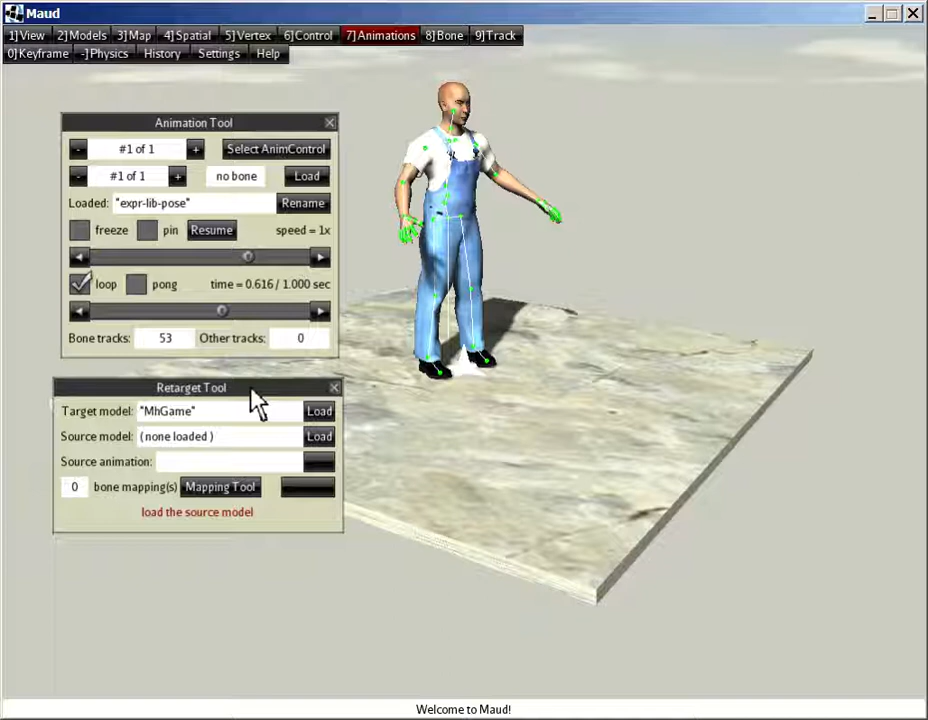 Maud
1]View 2]Models 3]Map 4]Spatial 5]Vertex 6]Control 7]Animations 8]Bone 9]Track
0]Keyframe -]Physics History Settings Help
Animation Tool
- #1 of 1 + Select AnimControl
- #1 of 1 + no bone Load
Loaded: "expr-lib-pose" Rename
freeze pin Resume speed = 1x
loop pong time = 0.616 / 1.000 sec
Bone tracks: 53 Other tracks: 0
Retarget Tool
Target model: "MhGame" Load
Source model: ( none loaded ) Load
Source animation:
0 bone mapping(s) Mapping Tool
load the source model
Welcome to Maud!